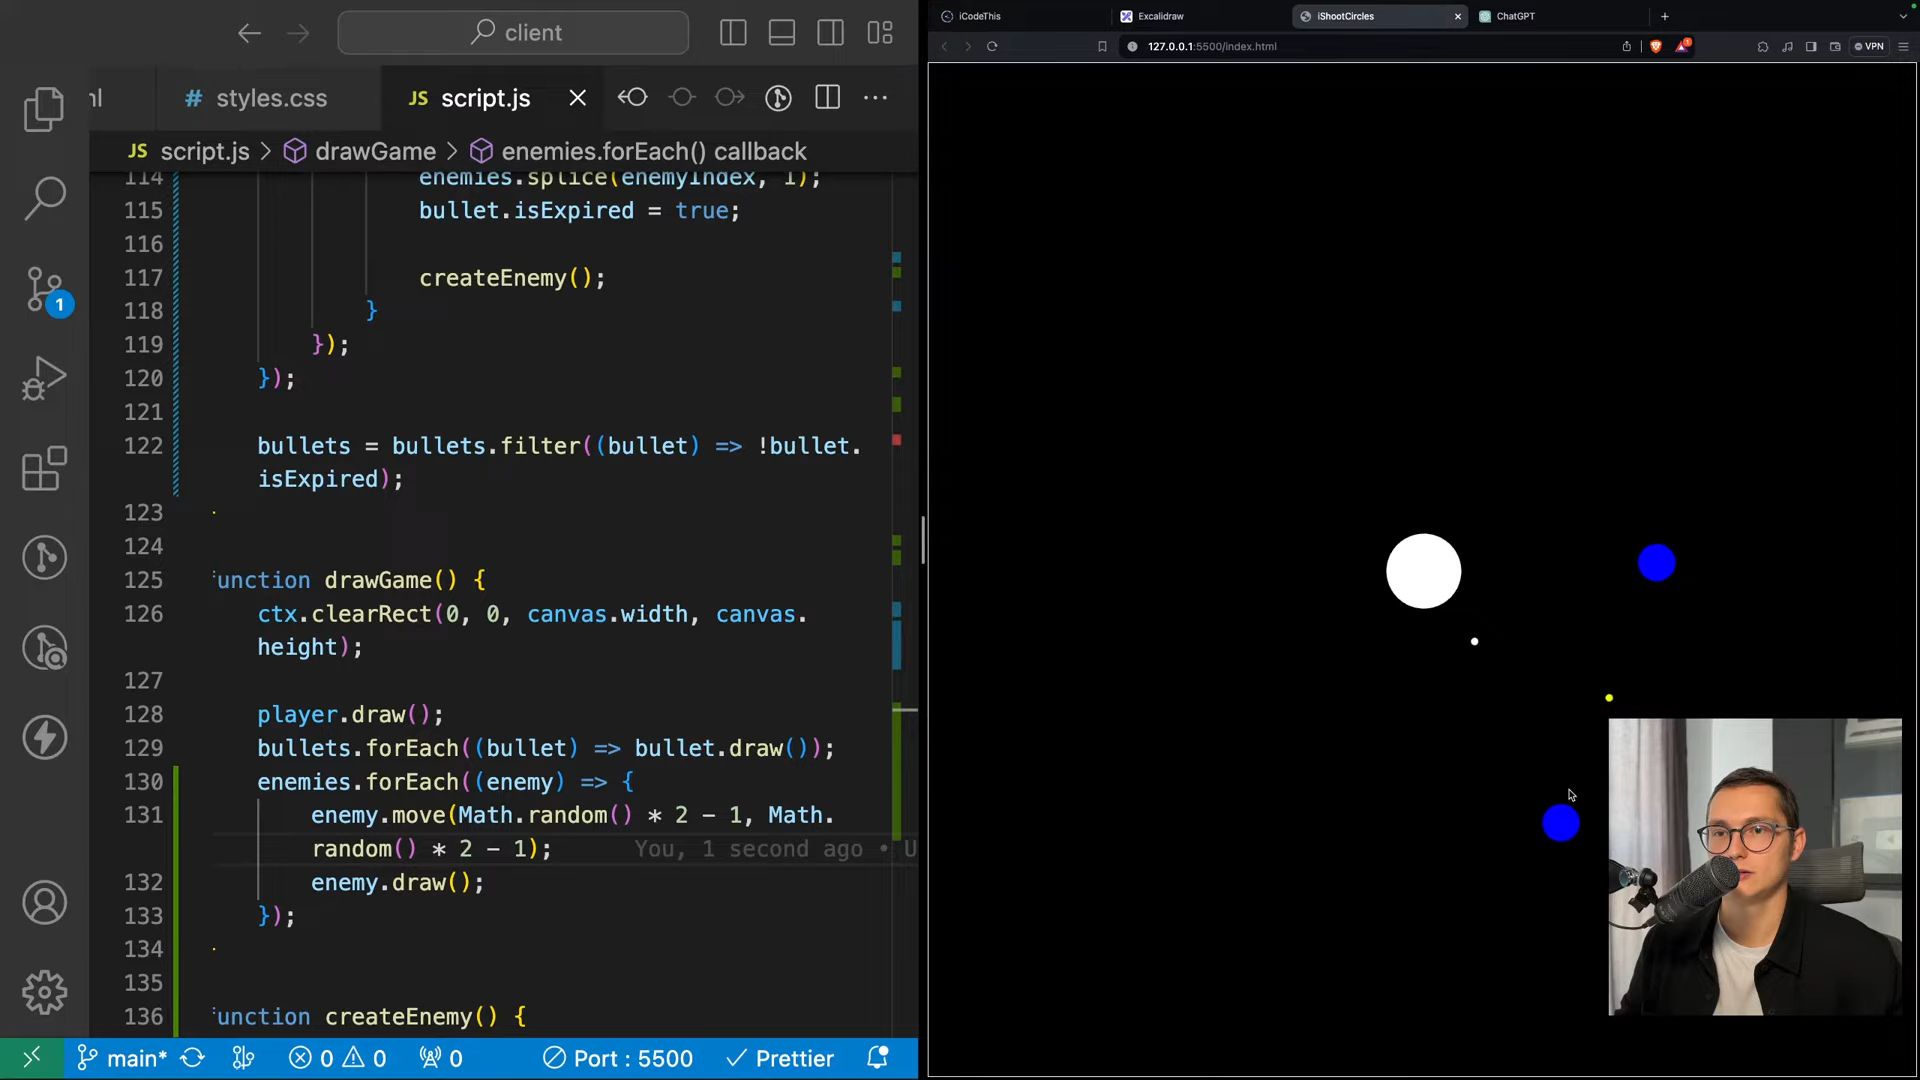 client
iCodeThis
Excalidraw
iShootCircles
ChatGPT
127.0.0.1:5500/index.html
VPN
# styles.css
JS script.js
JS script.js > drawGame > enemies.forEach() callback
114 enemies.splice(enemyIndex, 1);
115 bullet.isExpired = true;
116
117 createEnemy();
118 }
119 });
120 });
121
122 bullets = bullets.filter((bullet) => !bullet.
isExpired);
123
124
125 unction drawGame() {
126 ctx.clearRect(0, 0, canvas.width, canvas.
height);
127
128 player.draw();
129 bullets.forEach((bullet) => bullet.draw());
130 enemies.forEach((enemy) => {
131 enemy.move(Math.random() * 2 - 1, Math.
random() * 2 - 1); You, 1 second ago • U
132 enemy.draw();
133 });
134
135
136 unction createEnemy() {
1
main* 0 0 0 Port : 5500 Prettier